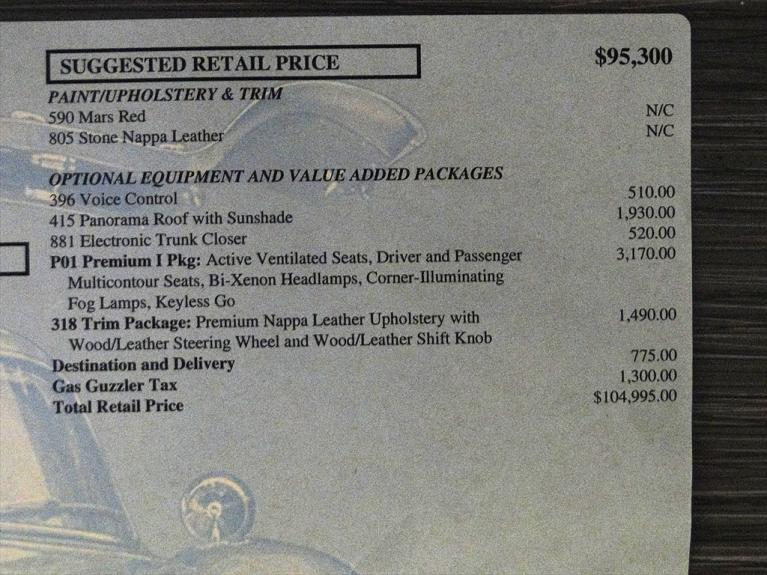 SUGGESTED RETAIL PRICE $95,300
PAINT/UPHOLSTERY & TRIM
590 Mars Red N/C
805 Stone Nappa Leather N/C
OPTIONAL EQUIPMENT AND VALUE ADDED PACKAGES
396 Voice Control 510.00
415 Panorama Roof with Sunshade 1,930.00
881 Electronic Trunk Closer 520.00
P01 Premium I Pkg: Active Ventilated Seats, Driver and Passenger 3,170.00
Multicontour Seats, Bi-Xenon Headlamps, Corner-Illuminating
Fog Lamps, Keyless Go
318 Trim Package: Premium Nappa Leather Upholstery with 1,490.00
Wood/Leather Steering Wheel and Wood/Leather Shift Knob
Destination and Delivery 775.00
Gas Guzzler Tax 1,300.00
Total Retail Price $104,995.00